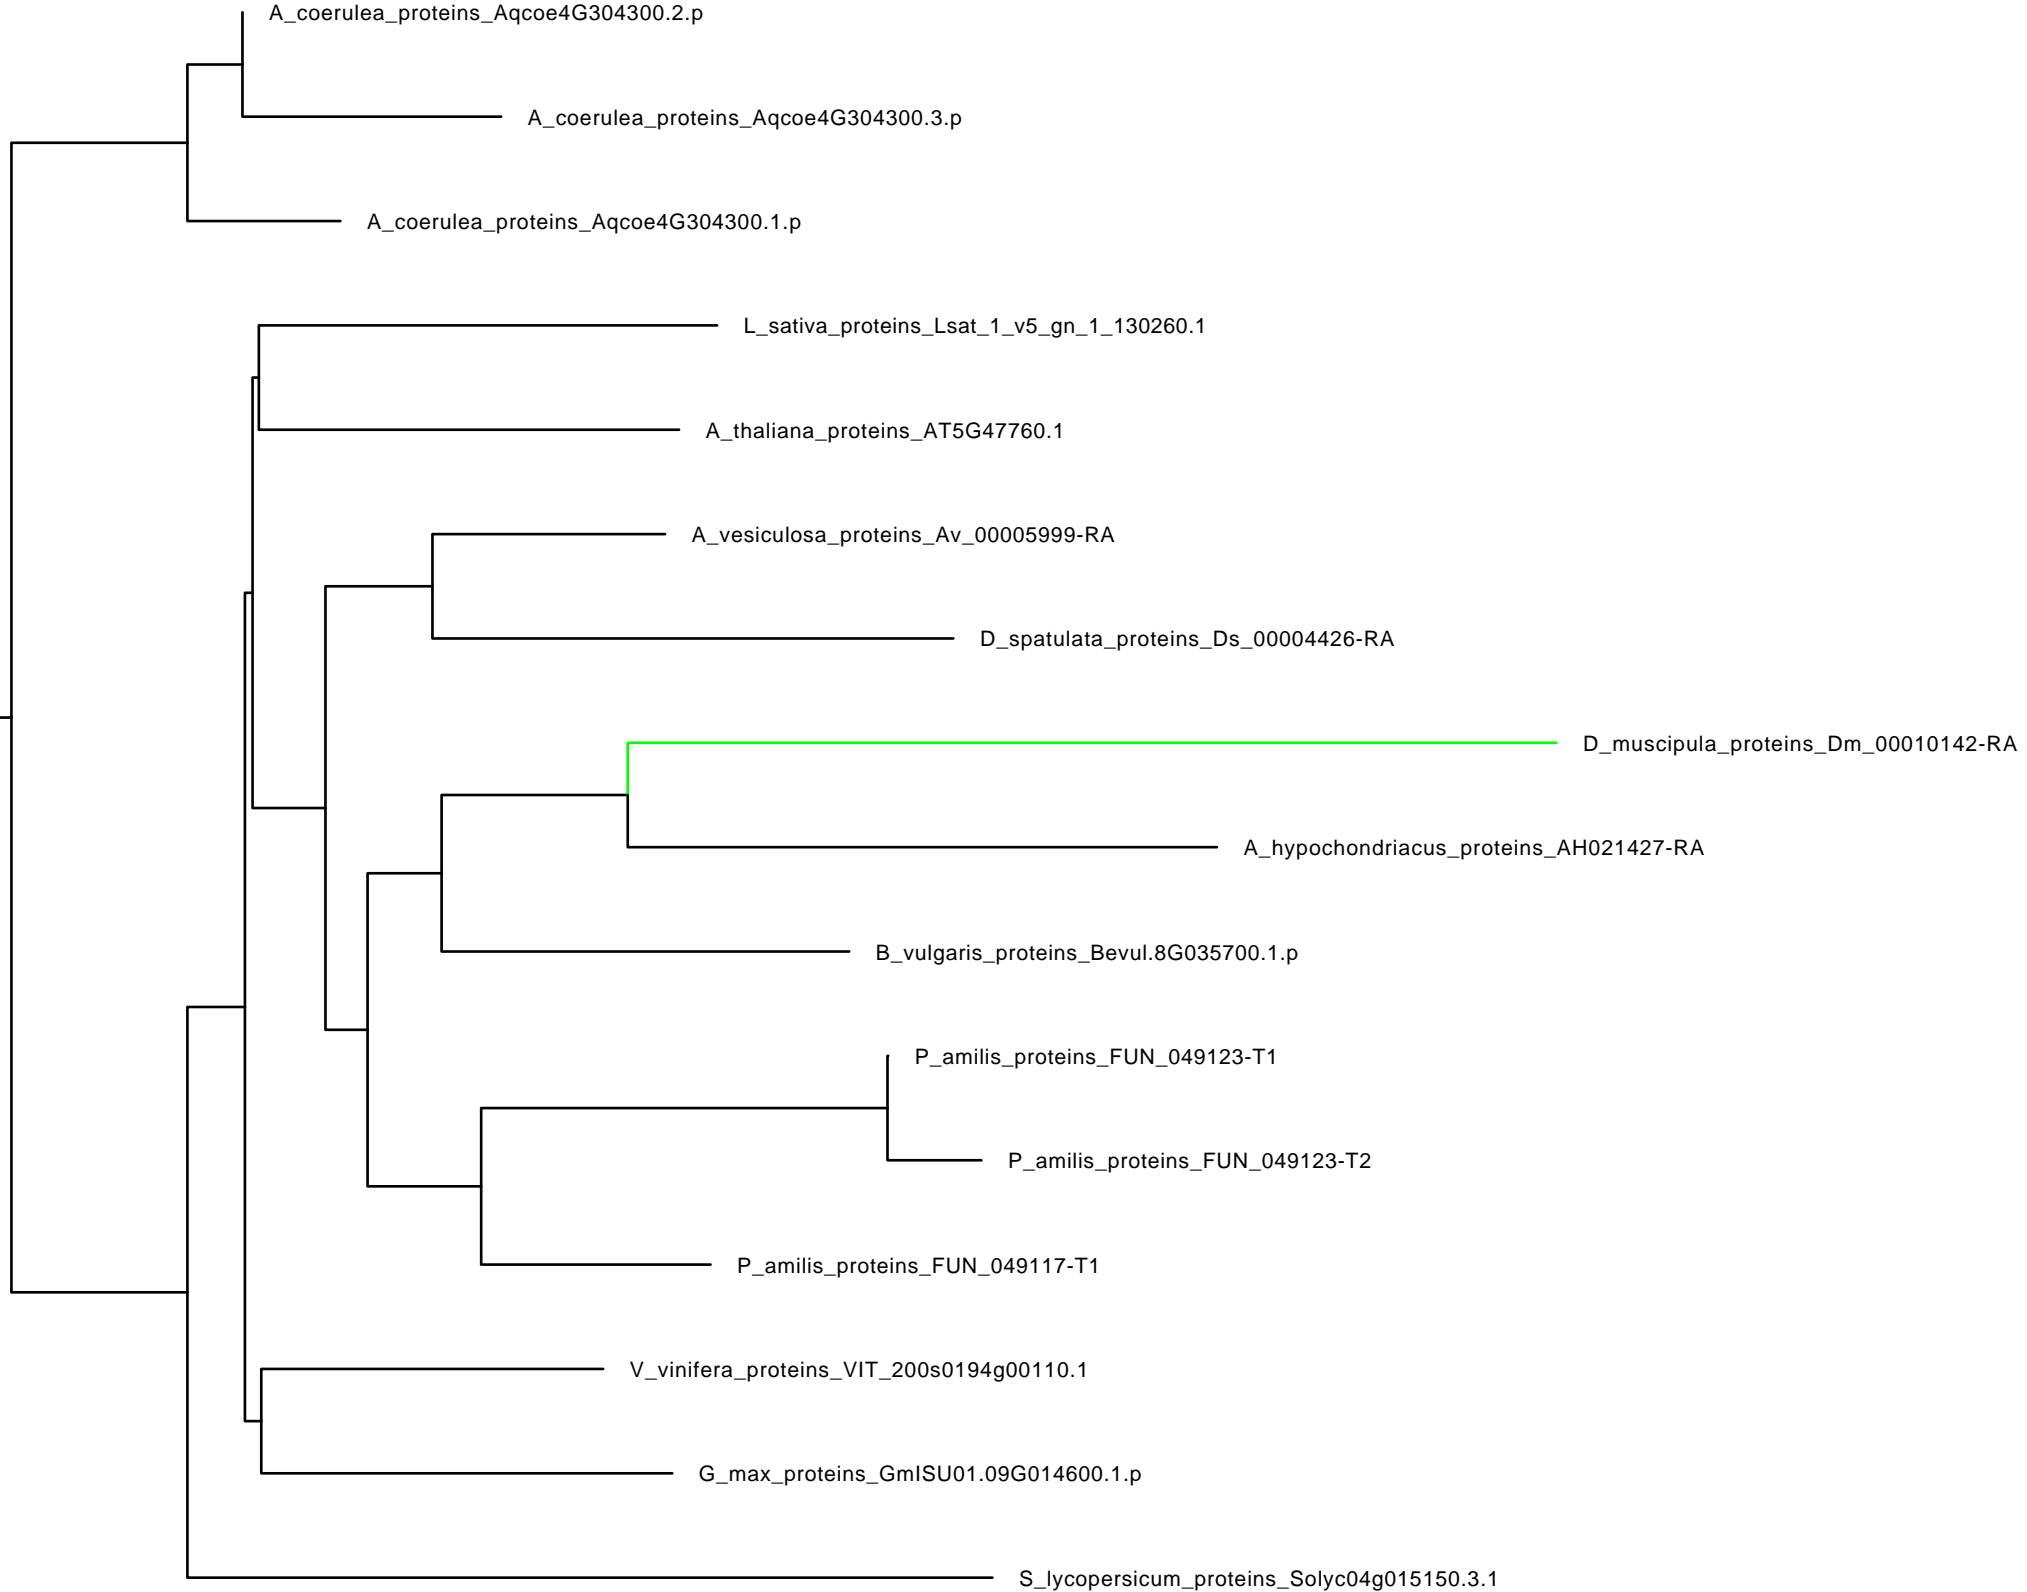 A_coerulea_proteins_Aqcoe4G304300.2.p
A_coerulea_proteins_Aqcoe4G304300.3.p
A_coerulea_proteins_Aqcoe4G304300.1.p
L_sativa_proteins_Lsat_1_v5_gn_1_130260.1
A_thaliana_proteins_AT5G47760.1
A_vesiculosa_proteins_Av_00005999-RA
D_spatulata_proteins_Ds_00004426-RA
D_muscipula_proteins_Dm_00010142-RA
A_hypochondriacus_proteins_AH021427-RA
B_vulgaris_proteins_Bevul.8G035700.1.p
P_amilis_proteins_FUN_049123-T1
P_amilis_proteins_FUN_049123-T2
P_amilis_proteins_FUN_049117-T1
V_vinifera_proteins_VIT_200s0194g00110.1
G_max_proteins_GmISU01.09G014600.1.p
S_lycopersicum_proteins_Solyc04g015150.3.1